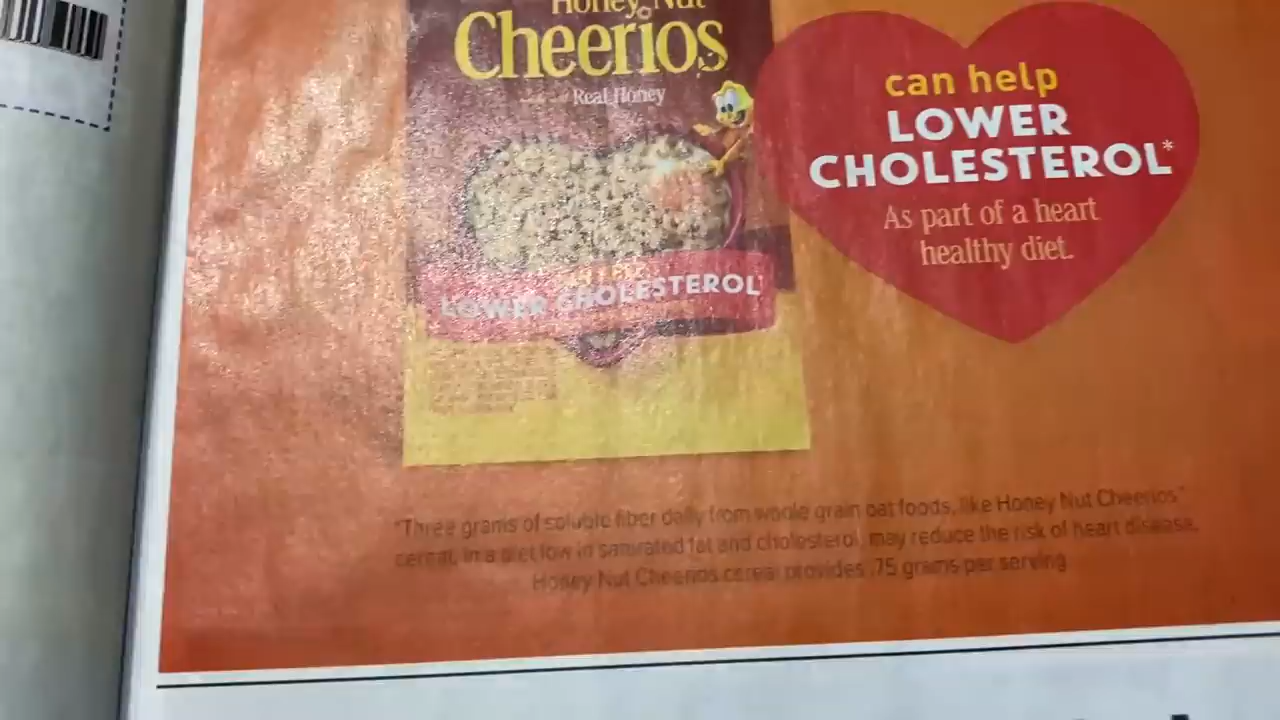 Honey Nut
Cheerios
Real Honey
can help
LOWER
CHOLESTEROL*
As part of a heart
healthy diet.
LOWER CHOLESTEROL*
*Three grams of soluble fiber daily from whole grain oat foods, like Honey Nut Cheerios™
cereal, in a diet low in saturated fat and cholesterol, may reduce the risk of heart disease.
Honey Nut Cheerios cereal provides .75 grams per serving